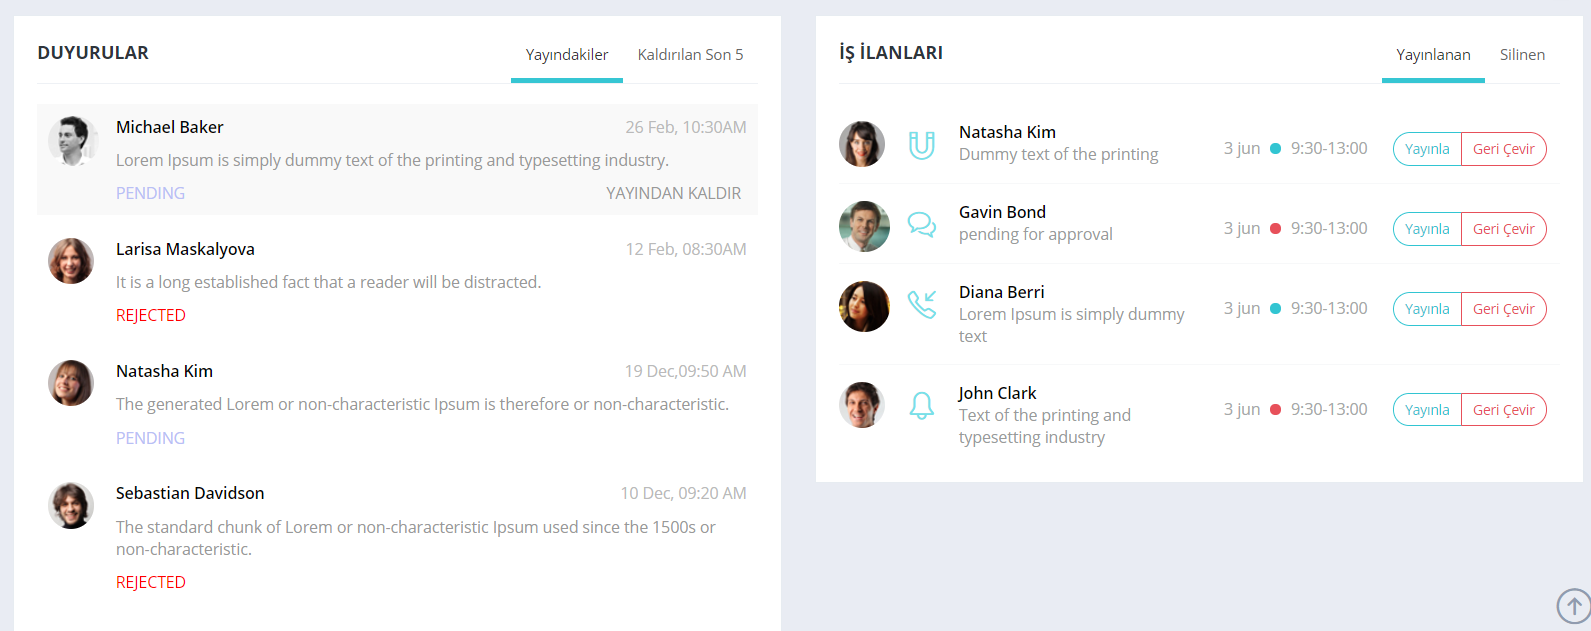 DUYURULAR
Yayındakiler
Kaldırılan Son 5
Michael Baker
26 Feb, 10:30AM
Lorem Ipsum is simply dummy text of the printing and typesetting industry.
PENDING
YAYINDAN KALDIR
Larisa Maskalyova
12 Feb, 08:30AM
It is a long established fact that a reader will be distracted.
REJECTED
Natasha Kim
19 Dec,09:50 AM
The generated Lorem or non-characteristic Ipsum is therefore or non-characteristic.
PENDING
Sebastian Davidson
10 Dec, 09:20 AM
The standard chunk of Lorem or non-characteristic Ipsum used since the 1500s or
non-characteristic.
REJECTED
İŞ İLANLARI
Yayınlanan
Silinen
Natasha Kim
Dummy text of the printing
3 jun
9:30-13:00
Yayınla
Geri Çevir
Gavin Bond
pending for approval
3 jun
9:30-13:00
Yayınla
Geri Çevir
Diana Berri
Lorem Ipsum is simply dummy
text
3 jun
9:30-13:00
Yayınla
Geri Çevir
John Clark
Text of the printing and
typesetting industry
3 jun
9:30-13:00
Yayınla
Geri Çevir